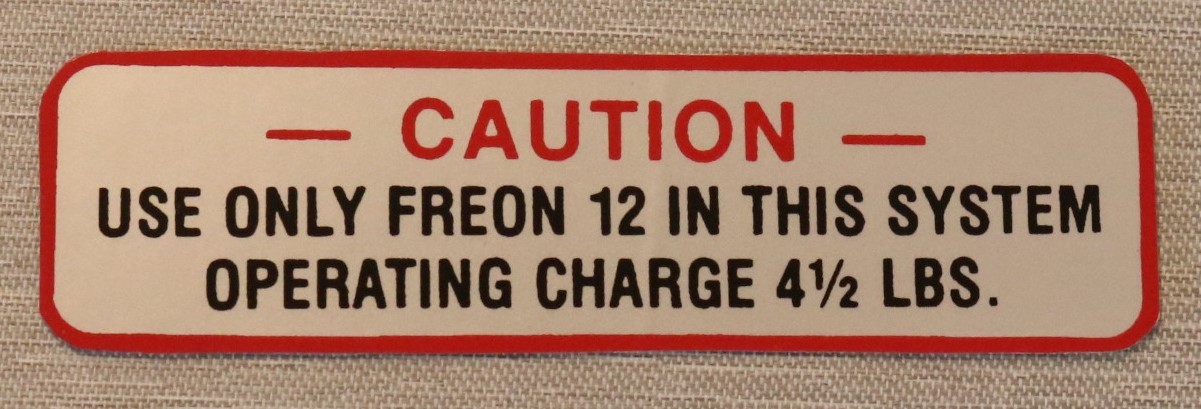 — CAUTION —
USE ONLY FREON 12 IN THIS SYSTEM
OPERATING CHARGE 4½ LBS.